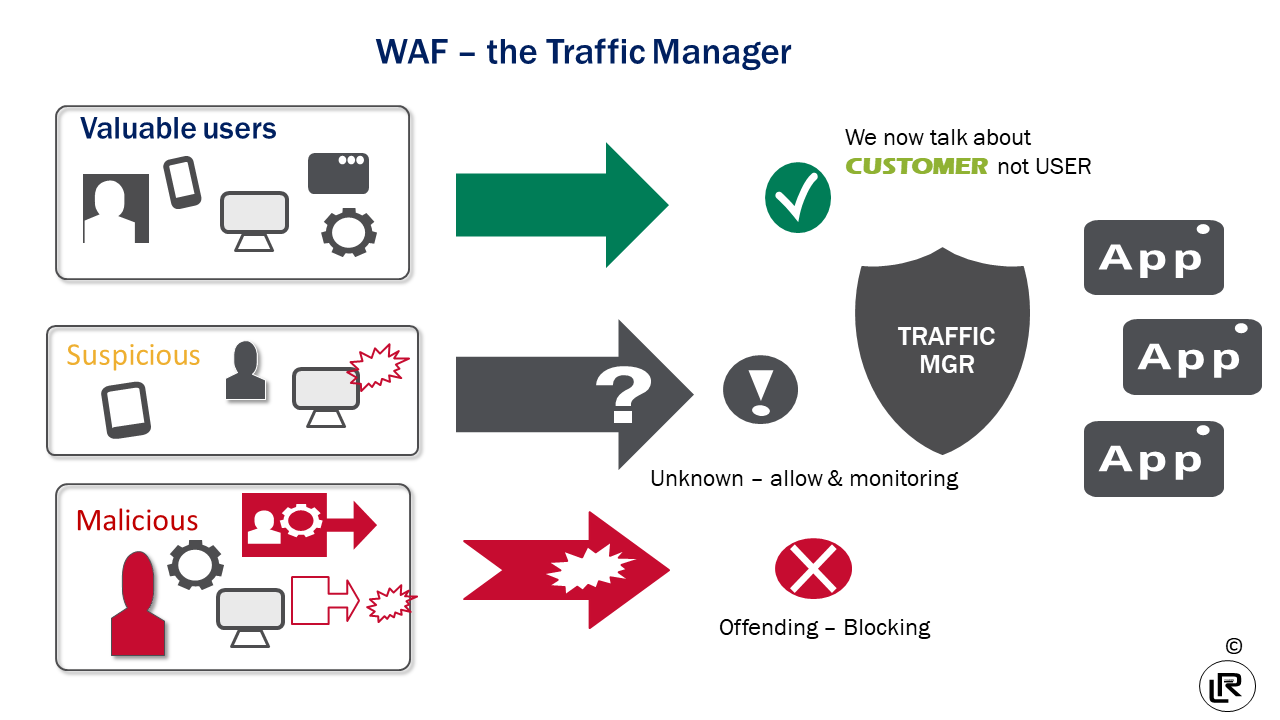 WAF – the Traffic Manager
Valuable users
We now talk about
CUSTOMER not USER
App
Suspicious
?
!
TRAFFIC
MGR
App
Unknown – allow & monitoring
App
Malicious
Offending – Blocking
©
LR